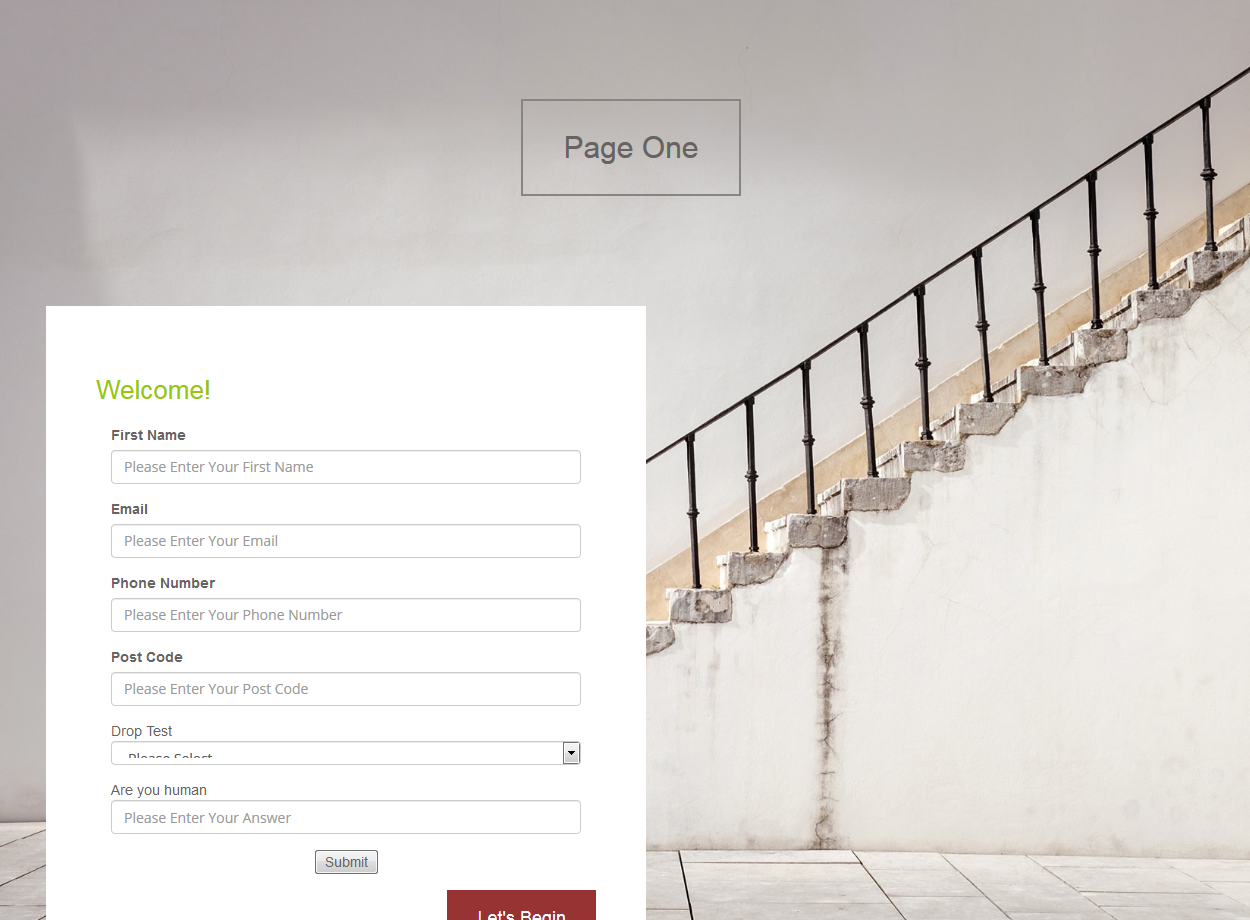 Page One
Welcome!
First Name
Please Enter Your First Name
Email
Please Enter Your Email
Phone Number
Please Enter Your Phone Number
Post Code
Please Enter Your Post Code
Drop Test
Please Select
Are you human
Please Enter Your Answer
Submit
Let's Begin